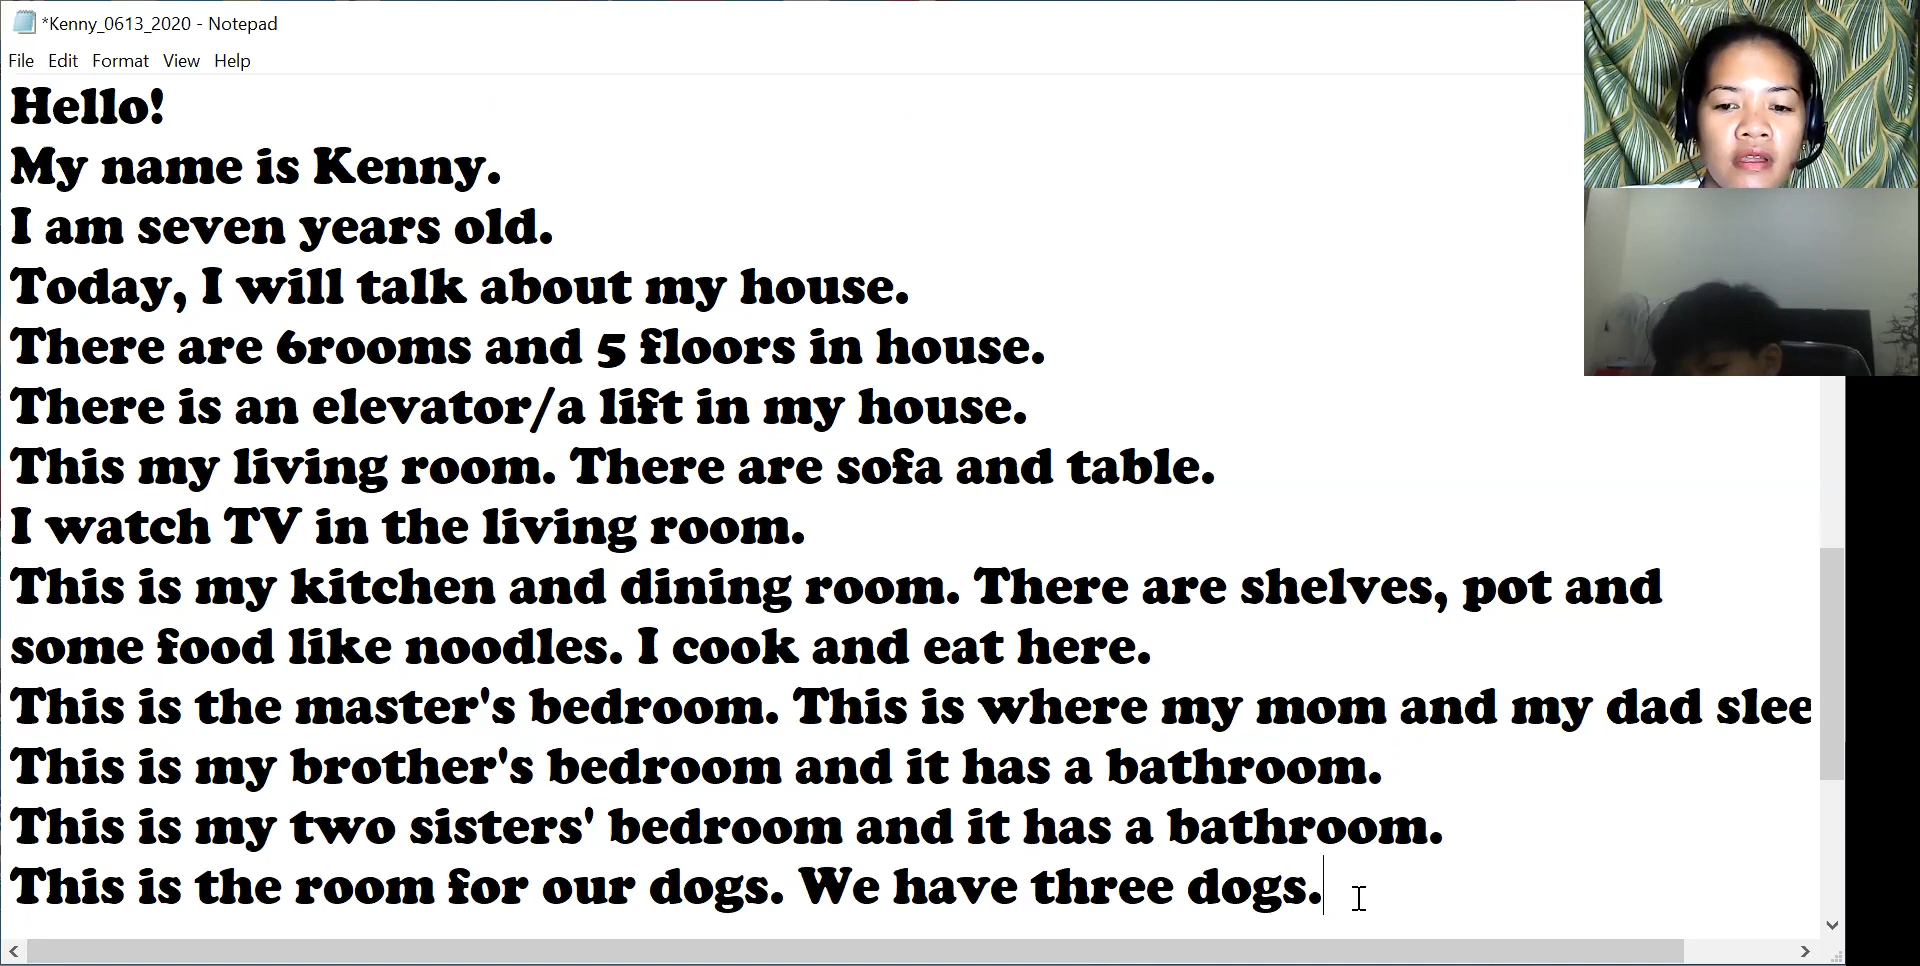 *Kenny_0613_2020 - Notepad
File Edit Format View Help
Hello!
My name is Kenny.
I am seven years old.
Today, I will talk about my house.
There are 6rooms and 5 floors in house.
There is an elevator/a lift in my house.
This my living room. There are sofa and table.
I watch TV in the living room.
This is my kitchen and dining room. There are shelves, pot and
some food like noodles. I cook and eat here.
This is the master's bedroom. This is where my mom and my dad slee
This is my brother's bedroom and it has a bathroom.
This is my two sisters' bedroom and it has a bathroom.
This is the room for our dogs. We have three dogs.